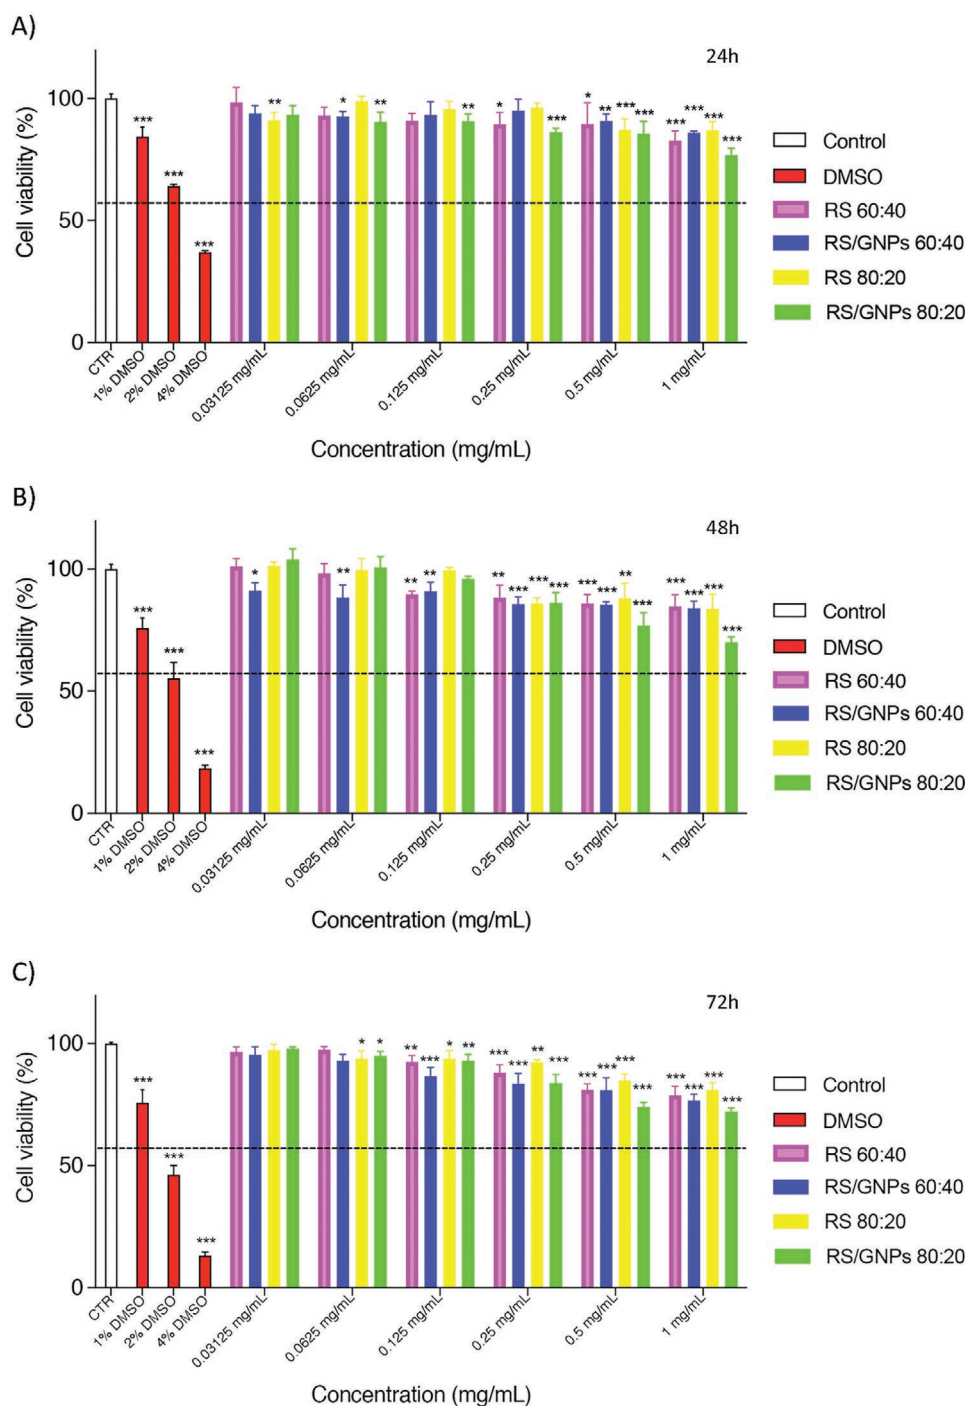 A)
24h
*** *** *** ** * ** ** * *** * ** *** *** *** *** *** ***
Cell viability (%)
100
50
0
CTR
1% DMSO
2% DMSO
4% DMSO
0.03125 mg/mL
0.0625 mg/mL
0.125 mg/mL
0.25 mg/mL
0.5 mg/mL
1 mg/mL
Concentration (mg/mL)
Control
DMSO
RS 60:40
RS/GNPs 60:40
RS 80:20
RS/GNPs 80:20
B)
48h
*** *** *** * ** ** ** ** *** *** *** *** *** ** *** *** *** *** ***
Cell viability (%)
100
50
0
CTR
1% DMSO
2% DMSO
4% DMSO
0.03125 mg/mL
0.0625 mg/mL
0.125 mg/mL
0.25 mg/mL
0.5 mg/mL
1 mg/mL
Concentration (mg/mL)
Control
DMSO
RS 60:40
RS/GNPs 60:40
RS 80:20
RS/GNPs 80:20
C)
72h
*** *** *** * * ** *** * ** *** *** ** *** *** *** *** *** *** *** *** ***
Cell viability (%)
100
50
0
CTR
1% DMSO
2% DMSO
4% DMSO
0.03125 mg/mL
0.0625 mg/mL
0.125 mg/mL
0.25 mg/mL
0.5 mg/mL
1 mg/mL
Concentration (mg/mL)
Control
DMSO
RS 60:40
RS/GNPs 60:40
RS 80:20
RS/GNPs 80:20